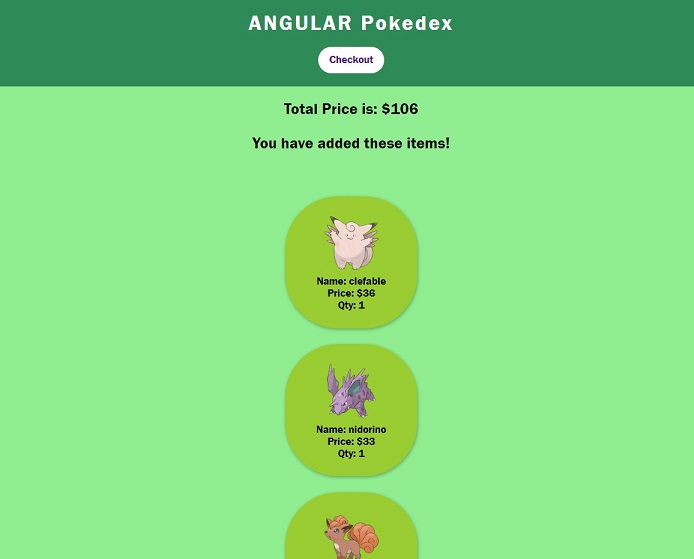 ANGULAR Pokedex
Checkout
Total Price is: $106
You have added these items!
Name: clefable
Price: $36
Qty: 1
Name: nidorino
Price: $33
Qty: 1